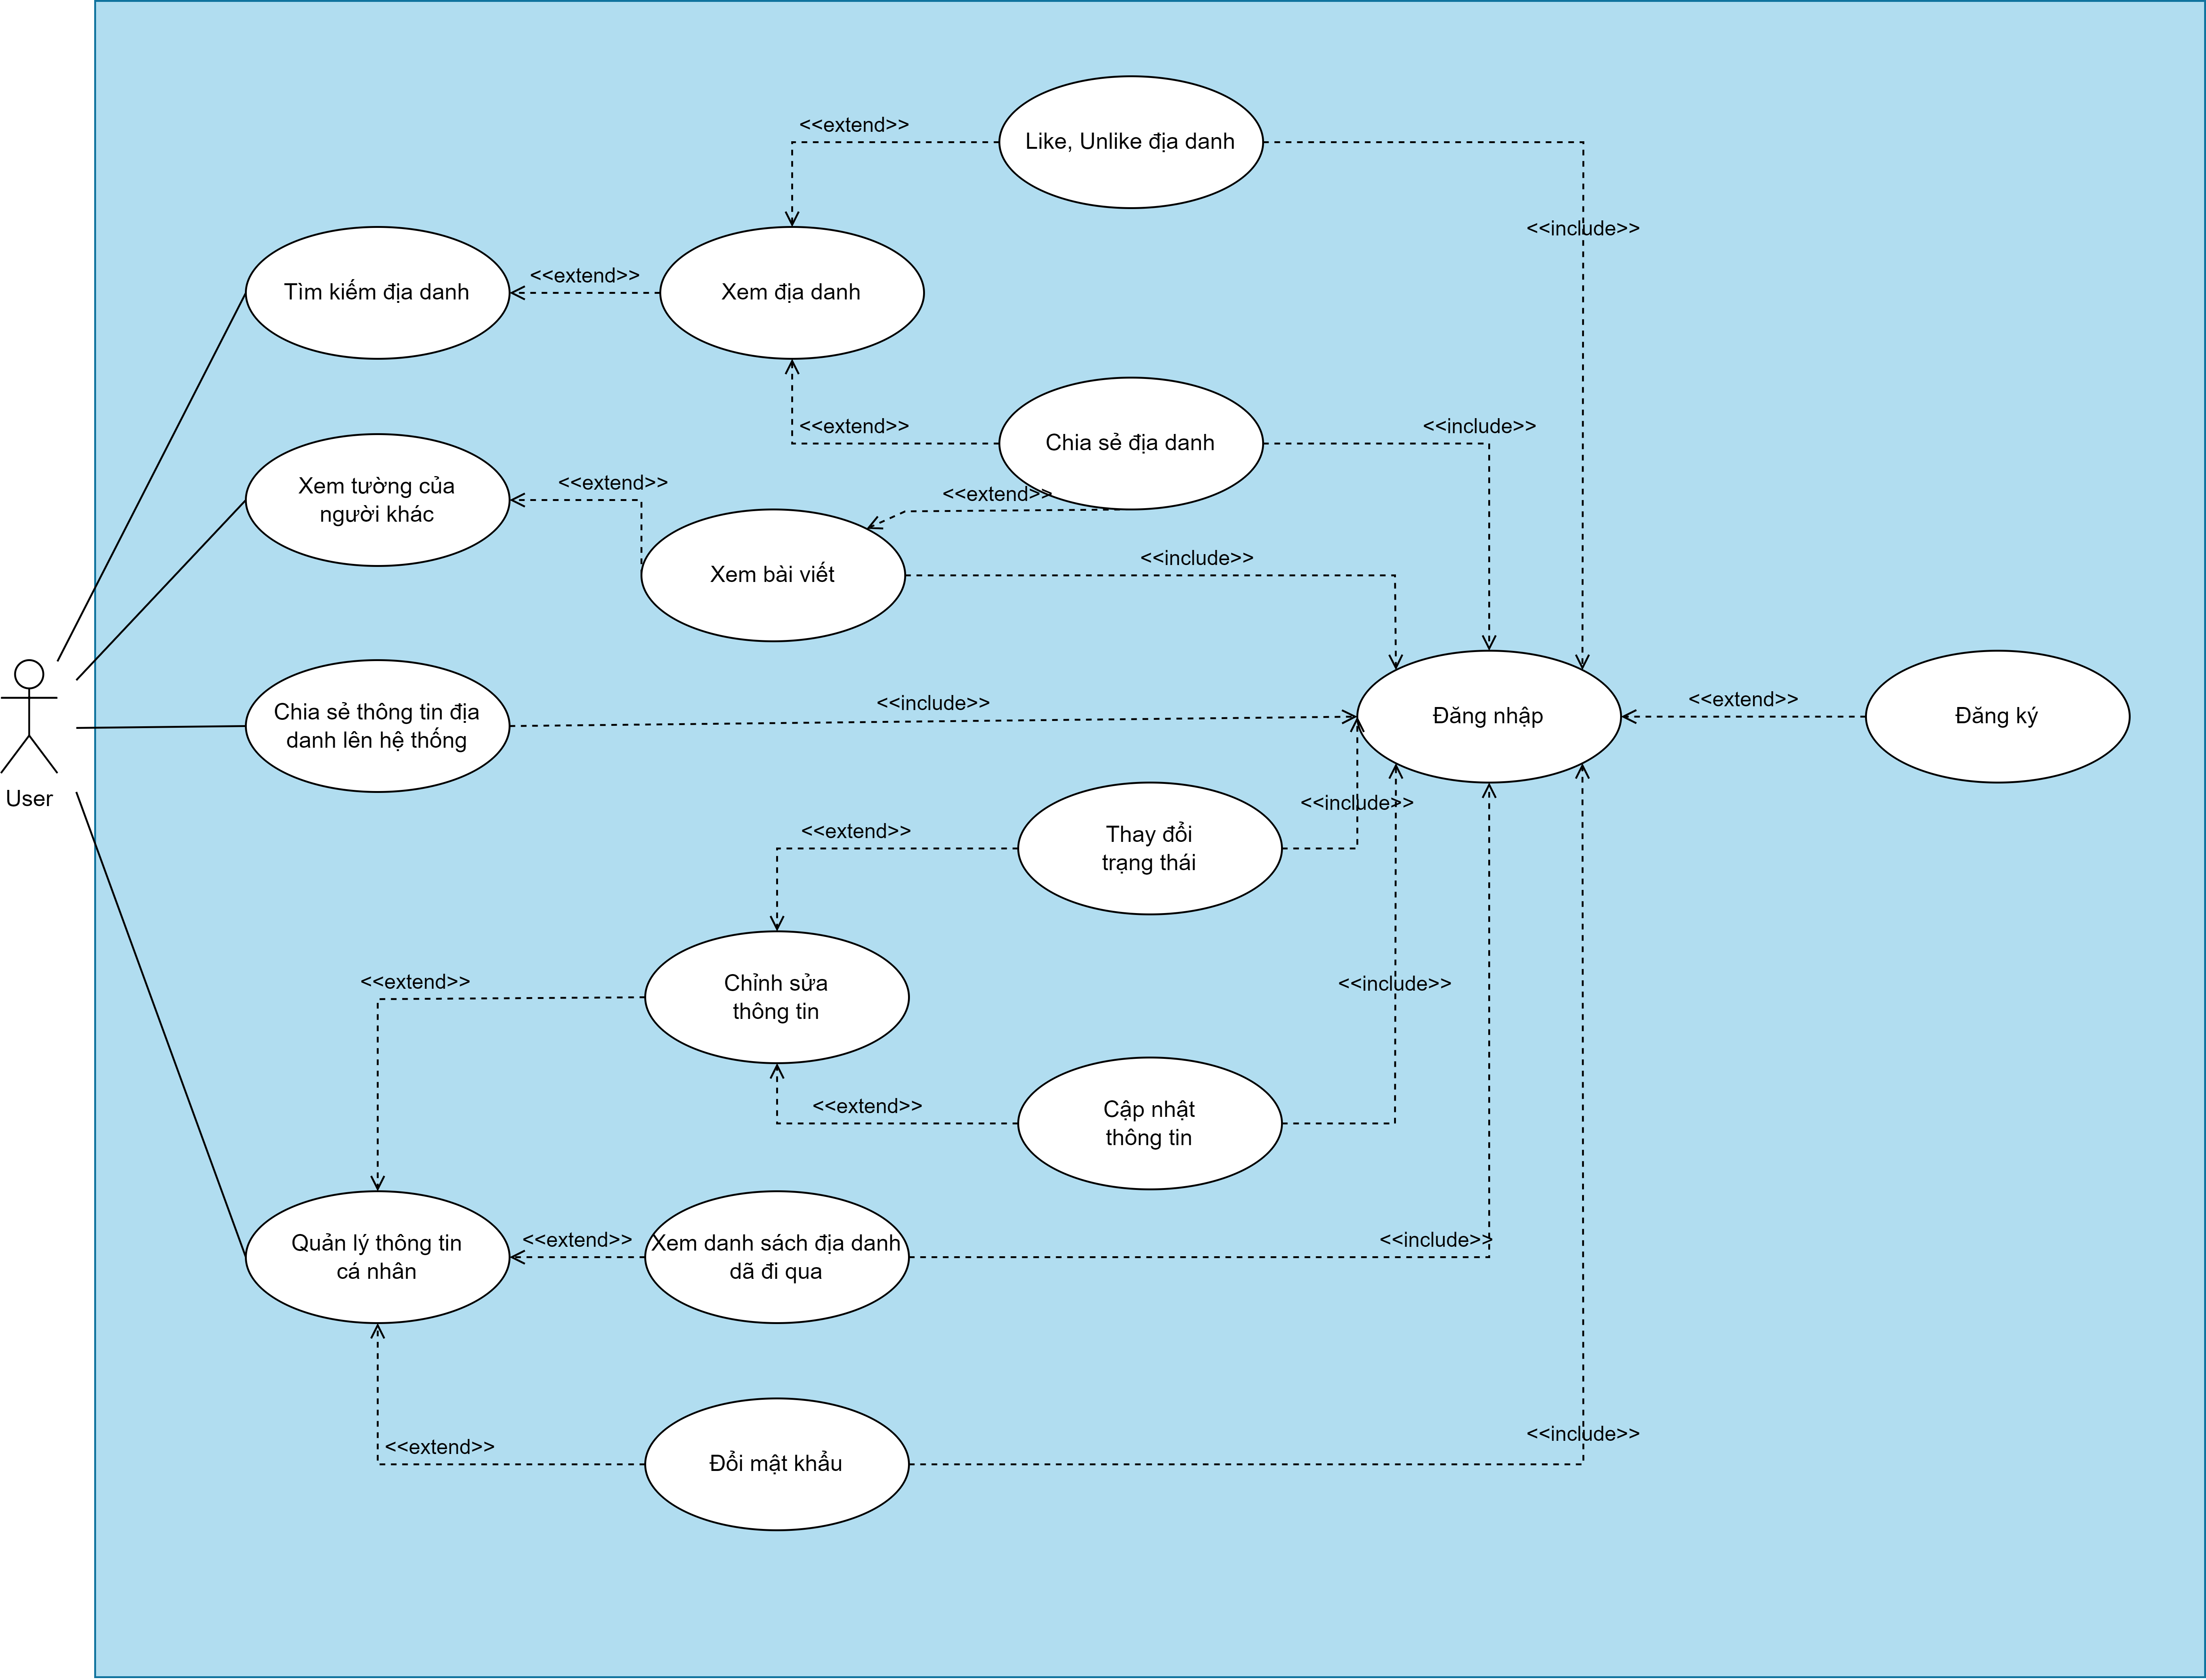 Like, Unlike địa danh
<<extend>>
<<include>>
Tìm kiếm địa danh
<<extend>>
Xem địa danh
<<extend>>
Chia sẻ địa danh
<<include>>
Xem tường của
người khác
<<extend>>
<<extend>>
Xem bài viết
<<include>>
User
Chia sẻ thông tin địa
danh lên hệ thống
<<include>>
Đăng nhập
<<extend>>
Đăng ký
Thay đổi
trạng thái
<<extend>>
<<include>>
Chỉnh sửa
thông tin
<<extend>>
<<include>>
Cập nhật
thông tin
<<extend>>
Quản lý thông tin
cá nhân
<<extend>>
Xem danh sách địa danh
dã đi qua
<<include>>
<<extend>>
Đổi mật khẩu
<<include>>